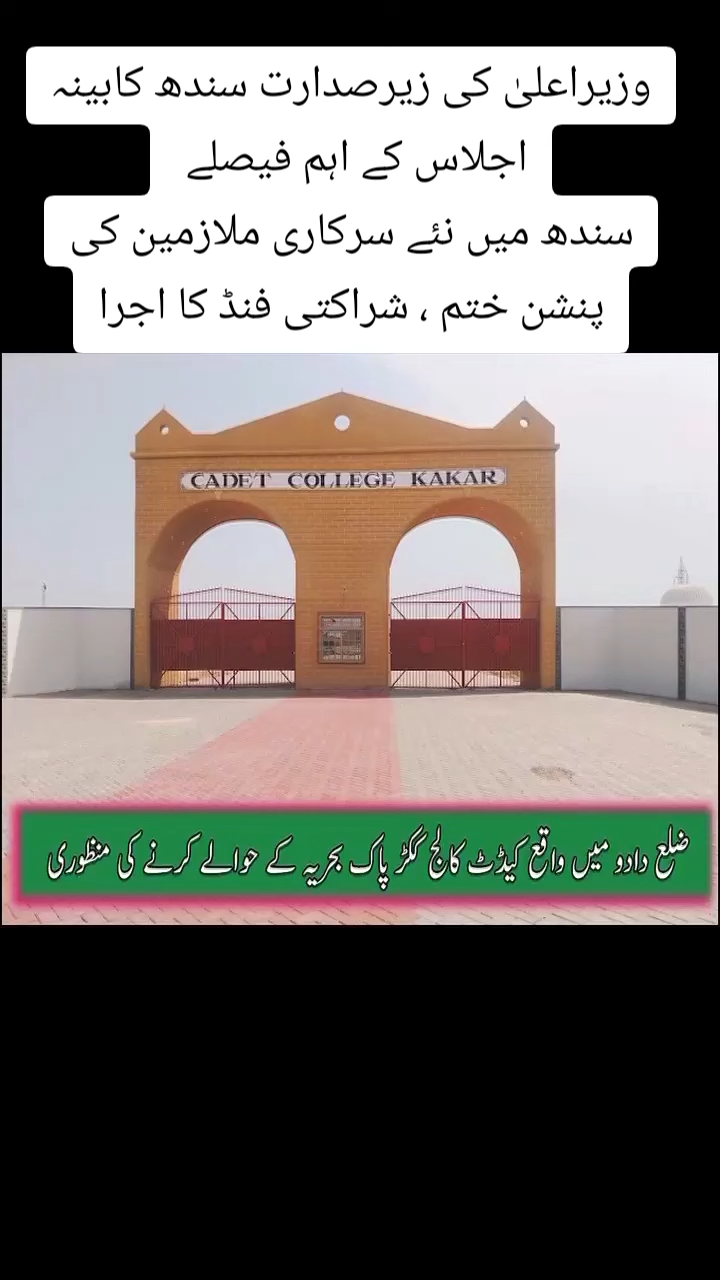 وزیراعلیٰ کی زیرصدارت سندھ کابینہ
اجلاس کے اہم فیصلے
سندھ میں نئے سرکاری ملازمین کی
پنشن ختم ، شراکتی فنڈ کا اجرا
CADET COLLEGE KAKAR
ضلع دادو میں واقع کیڈٹ کالج ککڑ پاک بحریہ کے حوالے کرنے کی منظوری